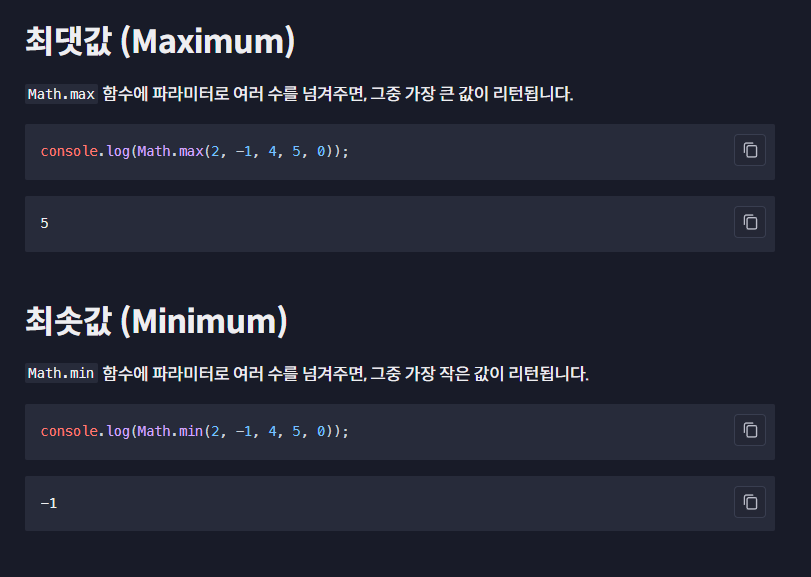 최댓값 (Maximum)
Math.max 함수에 파라미터로 여러 수를 넘겨주면, 그중 가장 큰 값이 리턴됩니다.
console.log(Math.max(2, -1, 4, 5, 0));
5
최솟값 (Minimum)
Math.min 함수에 파라미터로 여러 수를 넘겨주면, 그중 가장 작은 값이 리턴됩니다.
console.log(Math.min(2, -1, 4, 5, 0));
-1